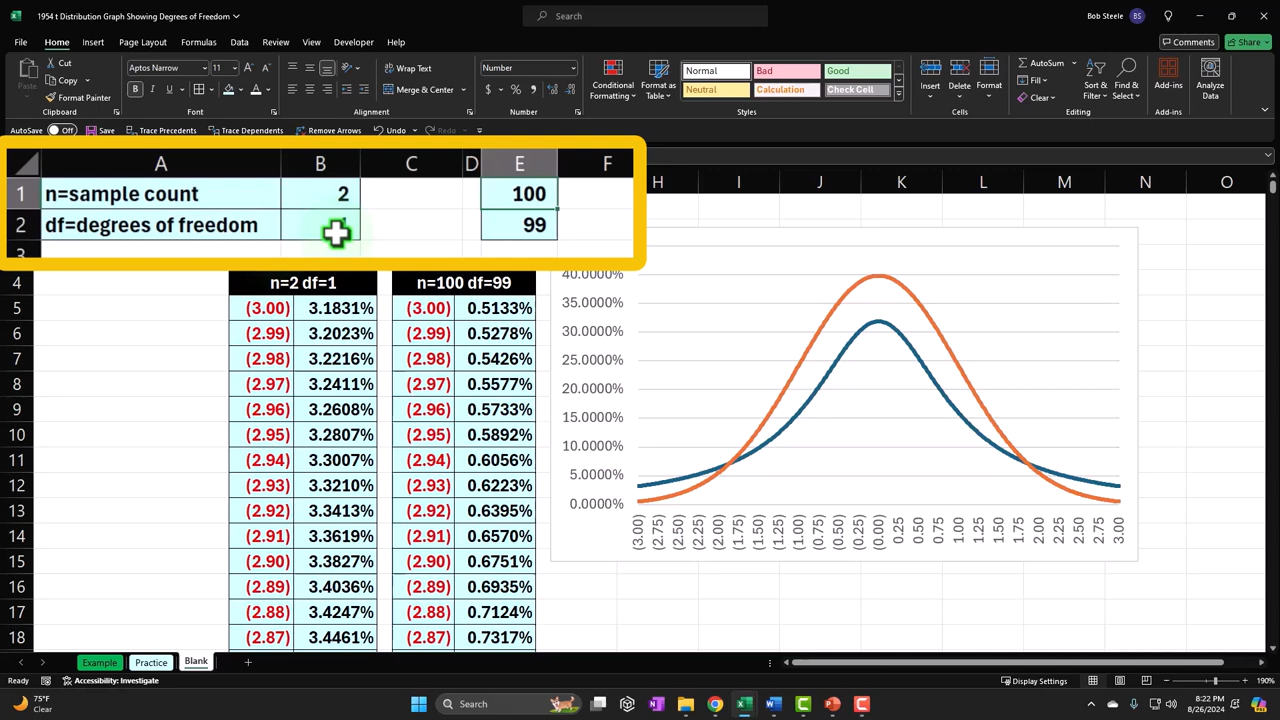 1954 t Distribution Graph Showing Degrees of Freedom
Search
Bob Steele BS
File Home Insert Page Layout Formulas Data Review View Developer Help Comments Share
Paste
Cut
Copy
Format Painter
Clipboard
Aptos Narrow 11
B I U
Font
Wrap Text
Merge & Center
Alignment
Number
$ % 9
Number
Conditional Formatting
Format as Table
Normal Bad Good
Neutral Calculation Check Cell
Styles
Insert Delete Format
Cells
AutoSum
Fill
Clear
Sort & Filter
Find & Select
Editing
Add-ins
Add-ins
Analyze Data
AutoSave Off Save Trace Precedents Trace Dependents Remove Arrows Undo Redo
A B C D E F H I J K L M N O
1 n=sample count 2 100
2 df=degrees of freedom 99
3
4 n=2 df=1 n=100 df=99
5 (3.00) 3.1831% (3.00) 0.5133%
6 (2.99) 3.2023% (2.99) 0.5278%
7 (2.98) 3.2216% (2.98) 0.5426%
8 (2.97) 3.2411% (2.97) 0.5577%
9 (2.96) 3.2608% (2.96) 0.5733%
10 (2.95) 3.2807% (2.95) 0.5892%
11 (2.94) 3.3007% (2.94) 0.6056%
12 (2.93) 3.3210% (2.93) 0.6223%
13 (2.92) 3.3413% (2.92) 0.6395%
14 (2.91) 3.3619% (2.91) 0.6570%
15 (2.90) 3.3827% (2.90) 0.6751%
16 (2.89) 3.4036% (2.89) 0.6935%
17 (2.88) 3.4247% (2.88) 0.7124%
18 (2.87) 3.4461% (2.87) 0.7317%
40.0000%
35.0000%
30.0000%
25.0000%
20.0000%
15.0000%
10.0000%
5.0000%
0.0000%
(3.00) (2.75) (2.50) (2.25) (2.00) (1.75) (1.50) (1.25) (1.00) (0.75) (0.50) (0.25) (0.00) 0.25 0.50 0.75 1.00 1.25 1.50 1.75 2.00 2.25 2.50 2.75 3.00
Example Practice Blank
Ready Accessibility: Investigate Display Settings 190%
75°F
Clear
Search
8:22 PM
8/26/2024